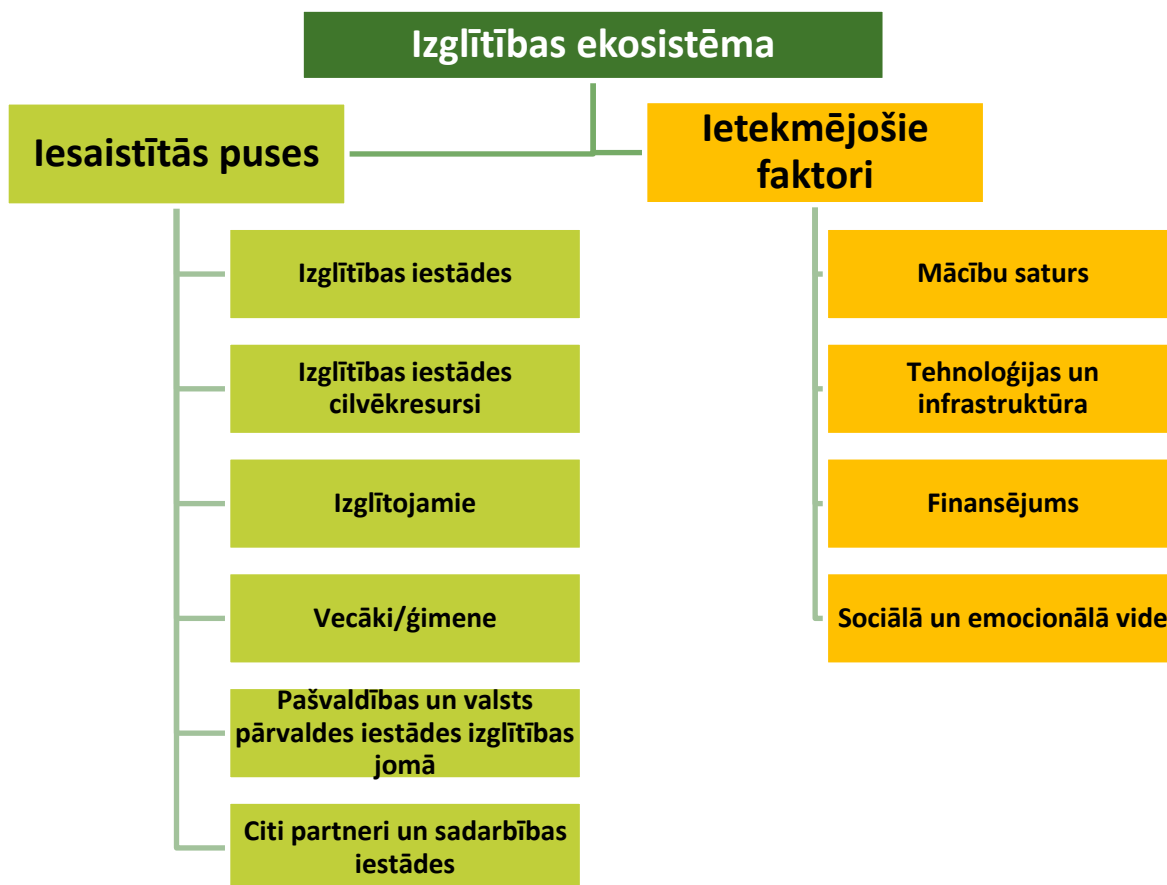 Izglītības ekosistēma
Iesaistītās puses
Izglītības iestādes
Izglītības iestādes
cilvēkresursi
Izglītojamie
Vecāki/ģimene
Pašvaldības un valsts
pārvaldes iestādes izglītības
jomā
Citi partneri un sadarbības
iestādes
Ietekmējošie
faktori
Mācību saturs
Tehnoloģijas un
infrastruktūra
Finansējums
Sociālā un emocionālā vide